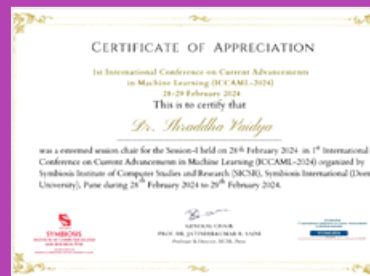 CERTIFICATE OF APPRECIATION
1st International Conference on Current Advancements
in Machine Learning (ICCAML-2024)
28-29 February 2024
This is to certify that
Dr. Shraddha Vaidya
was a esteemed session chair for the Session-I held on 28th February 2024 in 1st International
Conference on Current Advancements in Machine Learning (ICCAML-2024) organized by
Symbiosis Institute of Computer Studies and Research (SICSR), Symbiosis International (Deemed
University), Pune during 28th February 2024 to 29th February 2024.
GENERAL CHAIR
PROF. DR. JATINDERKUMAR R. SAINI
Professor & Director, SICSR, Pune
SYMBIOSIS